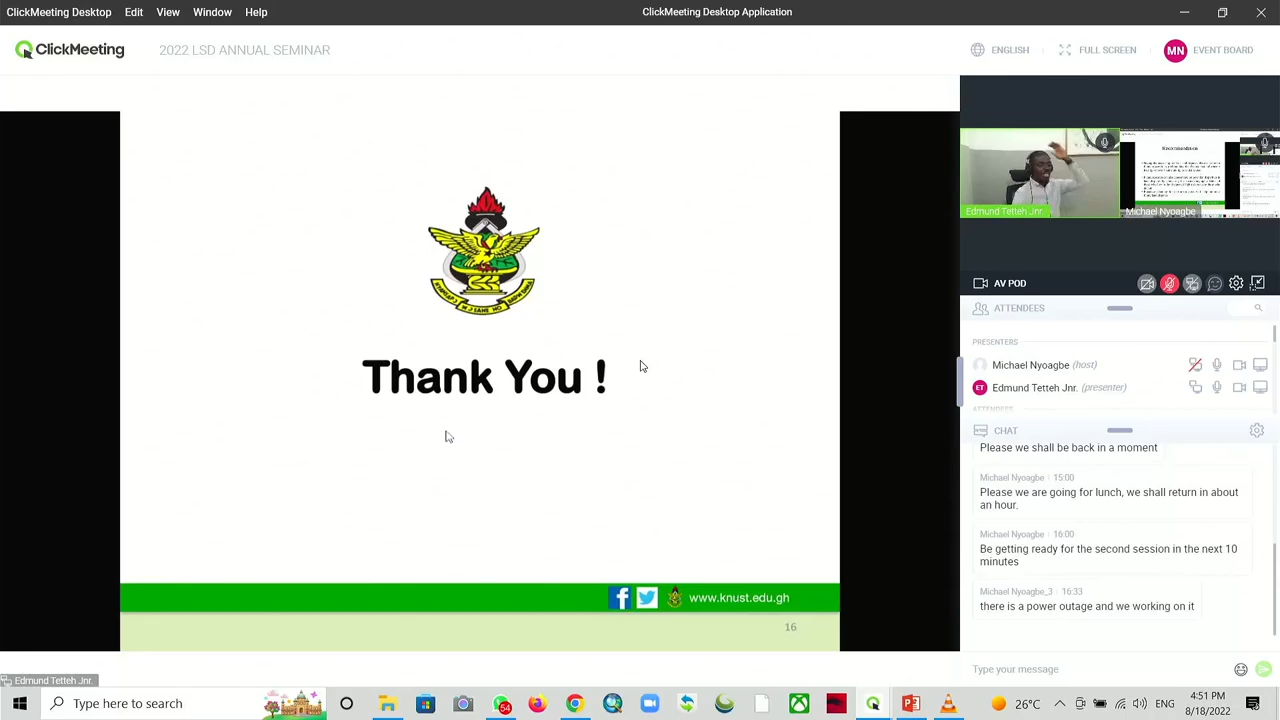 ClickMeeting Desktop Edit View Window Help
ClickMeeting Desktop Application
ClickMeeting
2022 LSD ANNUAL SEMINAR
ENGLISH
FULL SCREEN
MN
EVENT BOARD
Thank You !
www.knust.edu.gh
16
Edmund Tetteh Jnr.
Recommendation
Edmund Tetteh Jnr.
Michael Nyoagbe
AV POD
ATTENDEES
PRESENTERS
Michael Nyoagbe (host)
ET Edmund Tetteh Jnr. (presenter)
ATTENDEES
CHAT
Please we shall be back in a moment
Michael Nyoagbe 15:00
Please we are going for lunch, we shall return in about
an hour.
Michael Nyoagbe 16:00
Be getting ready for the second session in the next 10
minutes
Michael Nyoagbe_3 16:33
there is a power outage and we working on it
Type your message
Type here to search
54
26°C
ENG
4:51 PM
8/18/2022